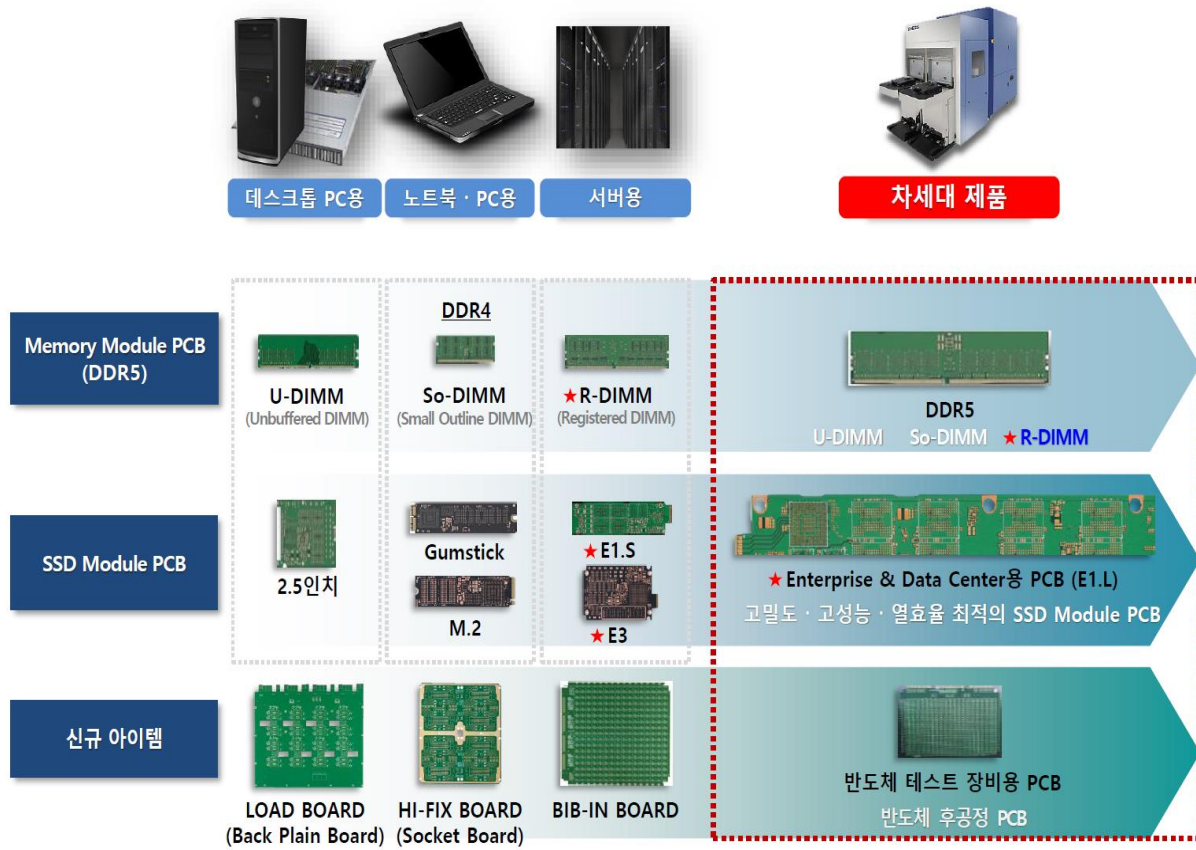 데스크톱 PC용
노트북 · PC용
서버용
차세대 제품
Memory Module PCB
(DDR5)
U-DIMM
(Unbuffered DIMM)
DDR4
So-DIMM
(Small Outline DIMM)
★R-DIMM
(Registered DIMM)
DDR5
U-DIMM So-DIMM ★R-DIMM
SSD Module PCB
2.5인치
Gumstick
M.2
★E1.S
★E3
★Enterprise & Data Center용 PCB (E1.L)
고밀도 · 고성능 · 열효율 최적의 SSD Module PCB
신규 아이템
LOAD BOARD
(Back Plain Board)
HI-FIX BOARD
(Socket Board)
BIB-IN BOARD
반도체 테스트 장비용 PCB
반도체 후공정 PCB